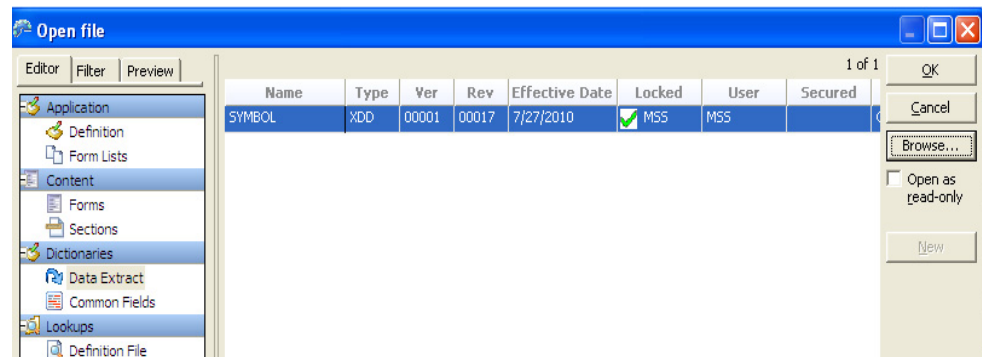 Open file
Editor Filter Preview
1 of 1
OK
Cancel
Browse...
Open as
read-only
New
Application
Definition
Form Lists
Content
Forms
Sections
Dictionaries
Data Extract
Common Fields
Lookups
Definition File
Name Type Ver Rev Effective Date Locked User Secured
SYMBOL XDD 00001 00017 7/27/2010 MSS MSS